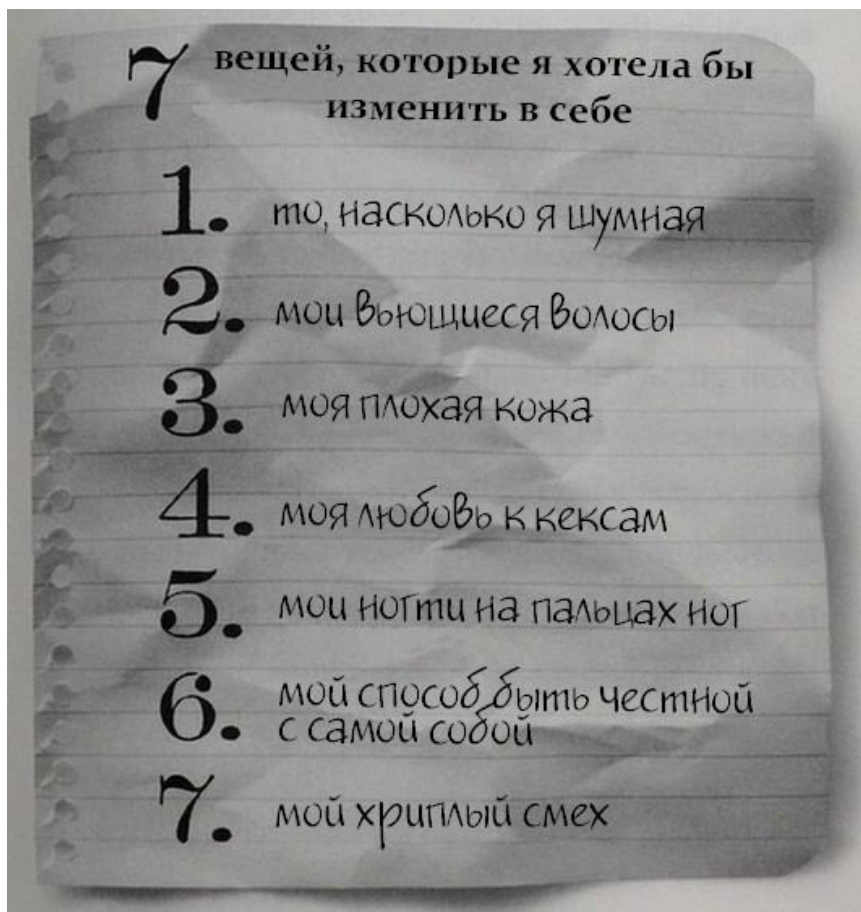 7 вещей, которые я хотела бы
изменить в себе
1. то, насколько я шумная
2. мои вьющиеся волосы
3. моя плохая кожа
4. моя любовь к кексам
5. мои ногти на пальцах ног
6. мой способ быть честной
с самой собой
7. мой хриплый смех